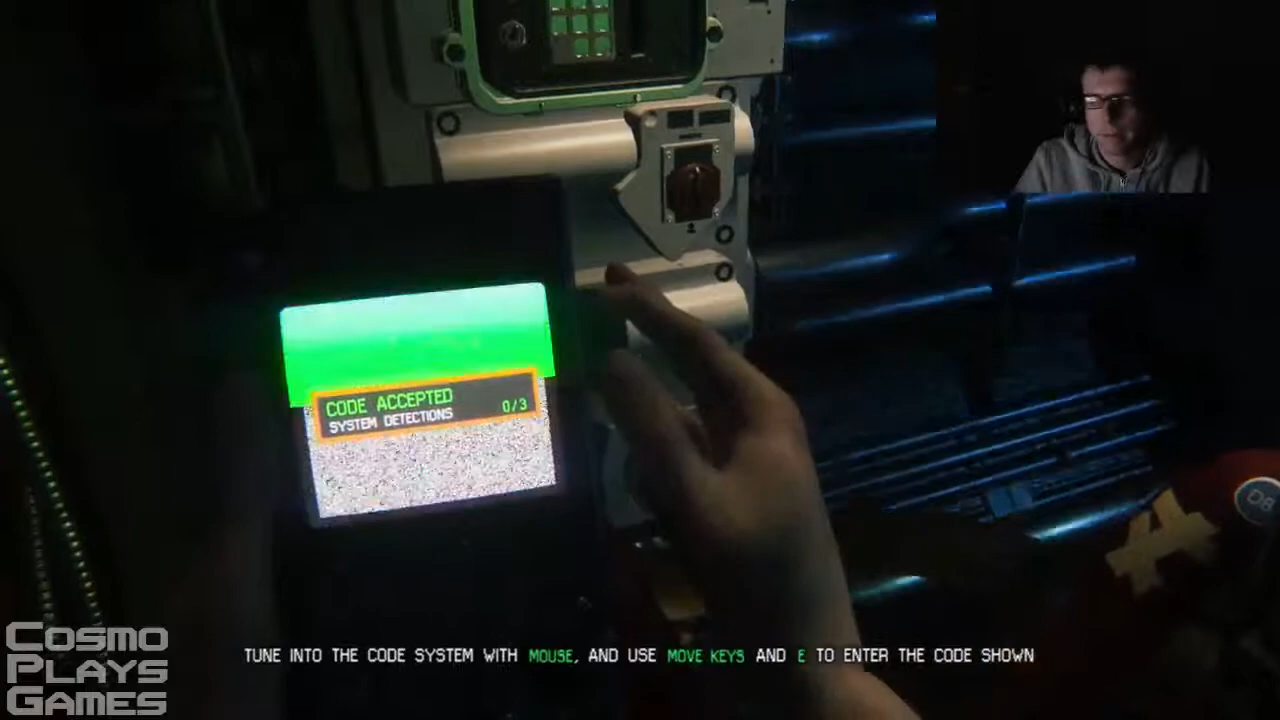 CODE ACCEPTED
SYSTEM DETECTIONS 0/3
D8
TUNE INTO THE CODE SYSTEM WITH MOUSE, AND USE MOVE KEYS AND E TO ENTER THE CODE SHOWN
COSMO
PLAYS
GAMES